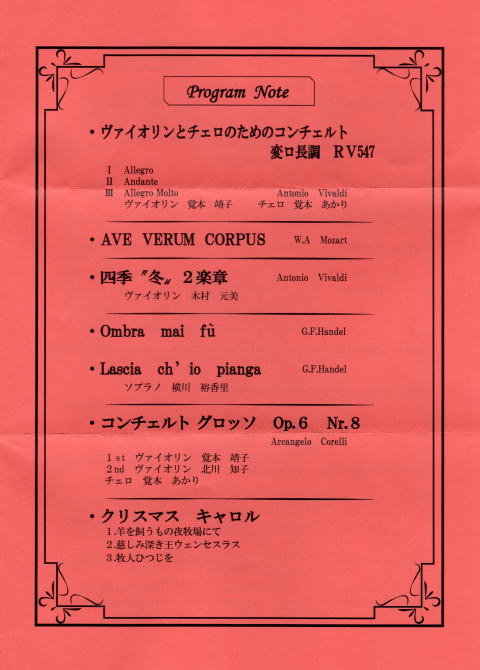 Program Note
・ヴァイオリンとチェロのためのコンチェルト
変ロ長調　ＲＶ547
Ⅰ　Allegro
Ⅱ　Andante
Ⅲ　Allegro Molto　Antonio　Vivaldi
ヴァイオリン　覚本　靖子　チェロ　覚本　あかり
・AVE　VERUM　CORPUS　W.A　Mozart
・四季〝冬〟２楽章　Antonio　Vivaldi
ヴァイオリン　木村　元美
・Ombra　mai　fù　G.F.Handel
・Lascia　ch’io　pianga　G.F.Handel
ソプラノ　横川　裕香里
・コンチェルト グロッソ　Op.６　Nr.８
Arcangelo　Corelli
１st　ヴァイオリン　覚本　靖子
２nd　ヴァイオリン　北川　知子
チェロ　覚本　あかり
・クリスマス　キャロル
１.羊を飼うもの夜牧場にて
２.慈しみ深き王ウェンセスラス
３.牧人ひつじを